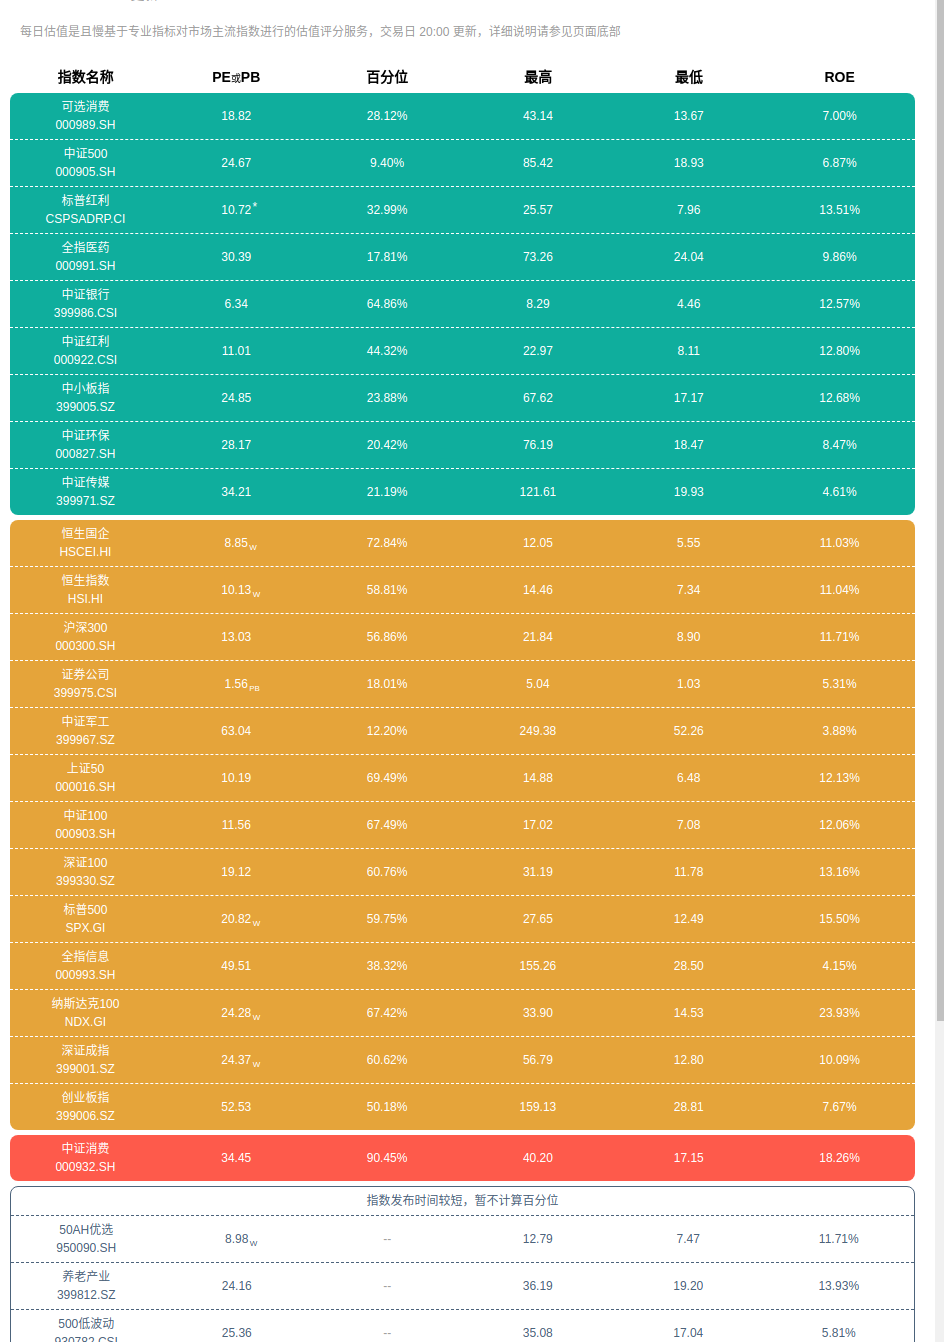 每日估值是且慢基于专业指标对市场主流指数进行的估值评分服务，交易日 20:00 更新，详细说明请参见页面底部
指数名称 PE或PB 百分位 最高 最低 ROE
可选消费
000989.SH 18.82 28.12% 43.14 13.67 7.00%
中证500
000905.SH 24.67 9.40% 85.42 18.93 6.87%
标普红利
CSPSADRP.CI 10.72* 32.99% 25.57 7.96 13.51%
全指医药
000991.SH 30.39 17.81% 73.26 24.04 9.86%
中证银行
399986.CSI 6.34 64.86% 8.29 4.46 12.57%
中证红利
000922.CSI 11.01 44.32% 22.97 8.11 12.80%
中小板指
399005.SZ 24.85 23.88% 67.62 17.17 12.68%
中证环保
000827.SH 28.17 20.42% 76.19 18.47 8.47%
中证传媒
399971.SZ 34.21 21.19% 121.61 19.93 4.61%
恒生国企
HSCEI.HI 8.85 W 72.84% 12.05 5.55 11.03%
恒生指数
HSI.HI 10.13 W 58.81% 14.46 7.34 11.04%
沪深300
000300.SH 13.03 56.86% 21.84 8.90 11.71%
证券公司
399975.CSI 1.56 PB 18.01% 5.04 1.03 5.31%
中证军工
399967.SZ 63.04 12.20% 249.38 52.26 3.88%
上证50
000016.SH 10.19 69.49% 14.88 6.48 12.13%
中证100
000903.SH 11.56 67.49% 17.02 7.08 12.06%
深证100
399330.SZ 19.12 60.76% 31.19 11.78 13.16%
标普500
SPX.GI 20.82 W 59.75% 27.65 12.49 15.50%
全指信息
000993.SH 49.51 38.32% 155.26 28.50 4.15%
纳斯达克100
NDX.GI 24.28 W 67.42% 33.90 14.53 23.93%
深证成指
399001.SZ 24.37 W 60.62% 56.79 12.80 10.09%
创业板指
399006.SZ 52.53 50.18% 159.13 28.81 7.67%
中证消费
000932.SH 34.45 90.45% 40.20 17.15 18.26%
指数发布时间较短，暂不计算百分位
50AH优选
950090.SH 8.98 W -- 12.79 7.47 11.71%
养老产业
399812.SZ 24.16 -- 36.19 19.20 13.93%
500低波动
930782.CSI 25.36 -- 35.08 17.04 5.81%